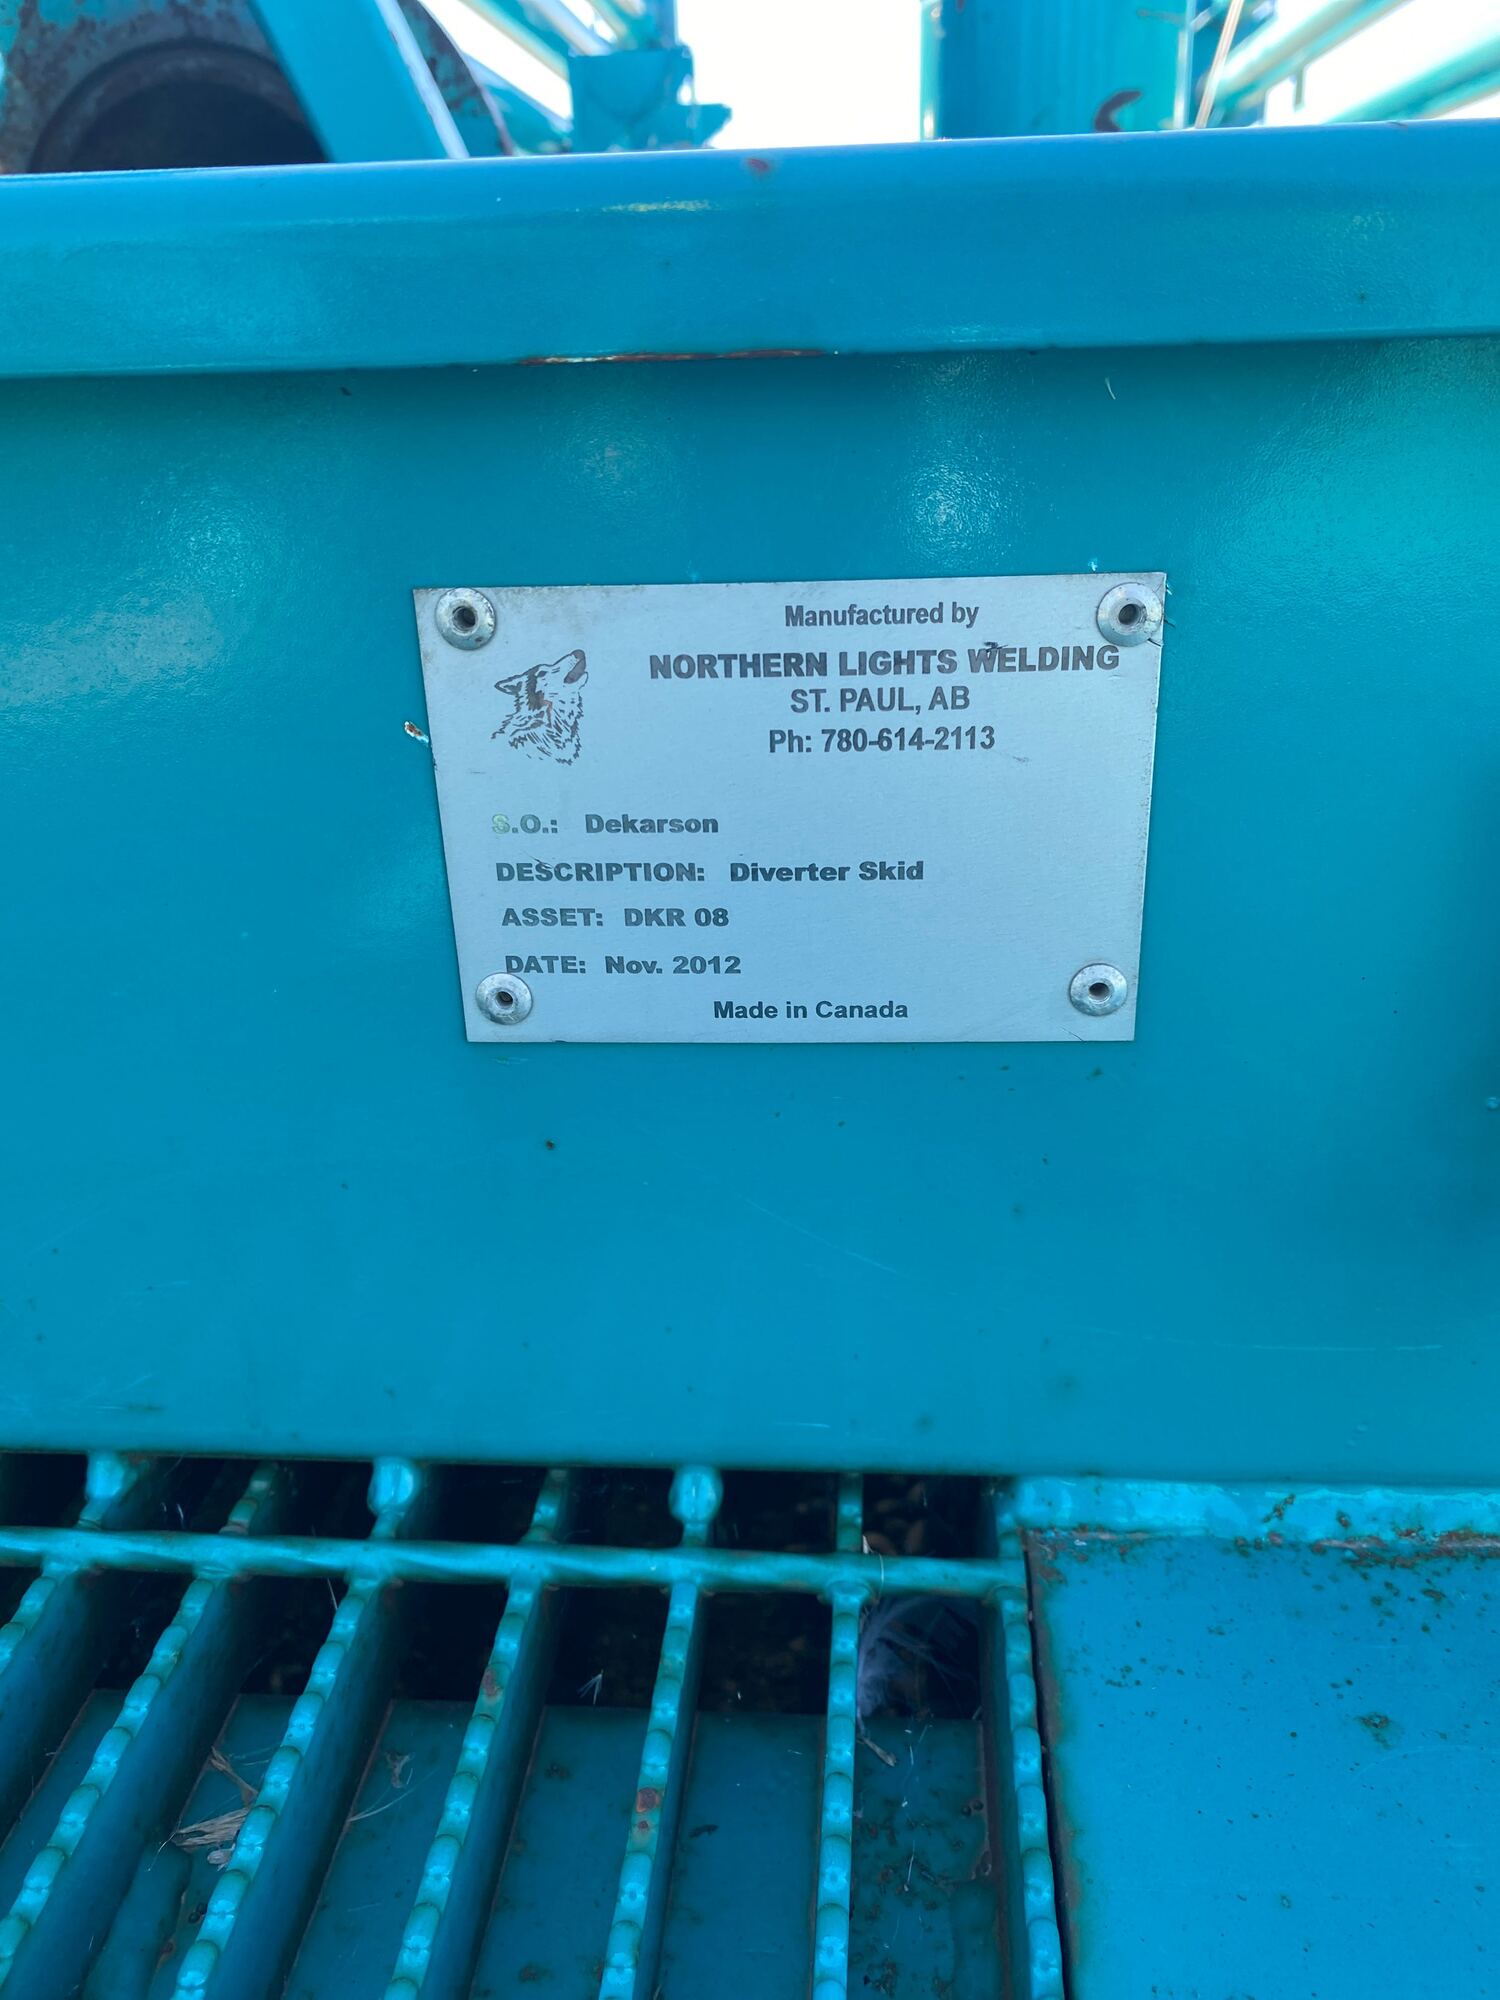 Manufactured by
NORTHERN LIGHTS WELDING
ST. PAUL, AB
Ph: 780-614-2113
S.O.: Dekarson
DESCRIPTION: Diverter Skid
ASSET: DKR 08
DATE: Nov. 2012
Made in Canada